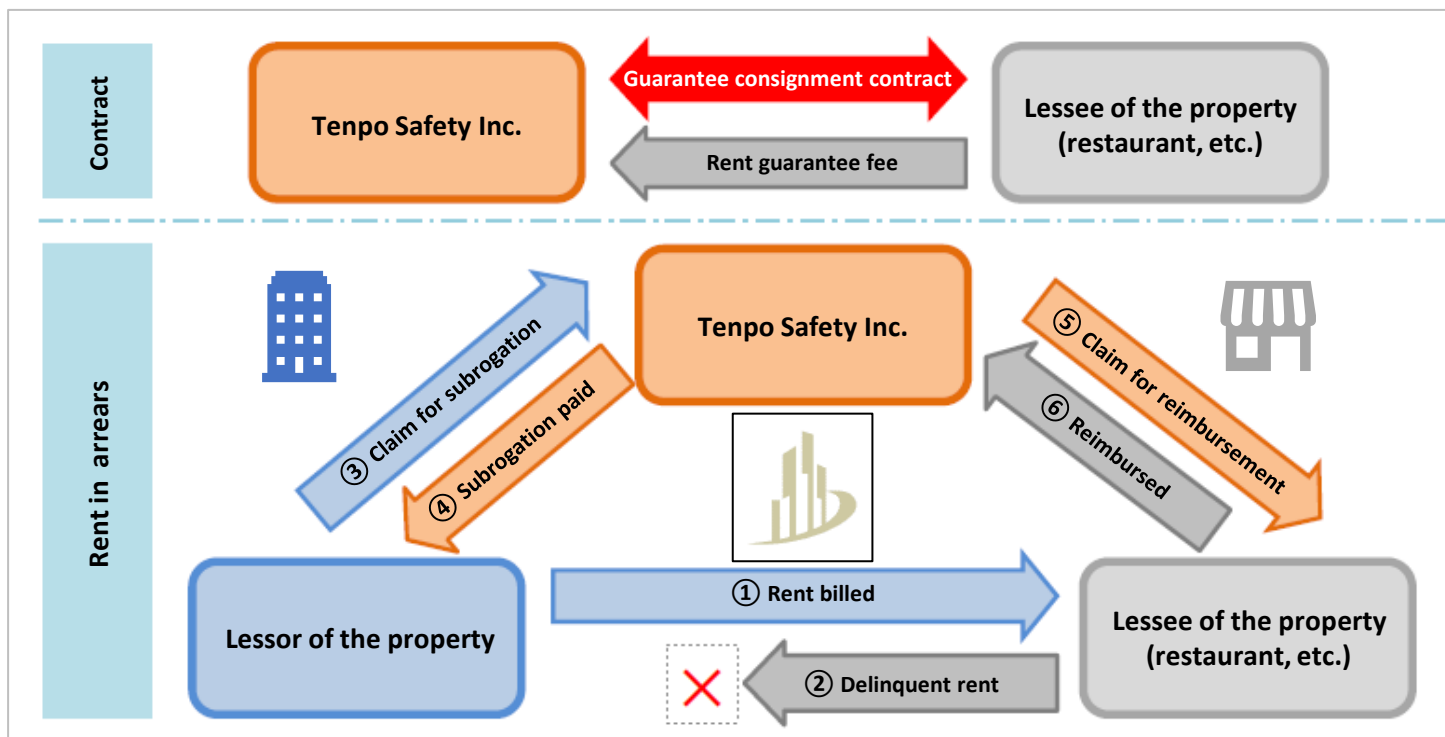 Contract
Tenpo Safety Inc.
Guarantee consignment contract
Rent guarantee fee
Lessee of the property
(restaurant, etc.)
Rent in arrears
Tenpo Safety Inc.
③ Claim for subrogation
④ Subrogation paid
⑤ Claim for reimbursement
⑥ Reimbursed
Lessor of the property
① Rent billed
② Delinquent rent
Lessee of the property
(restaurant, etc.)